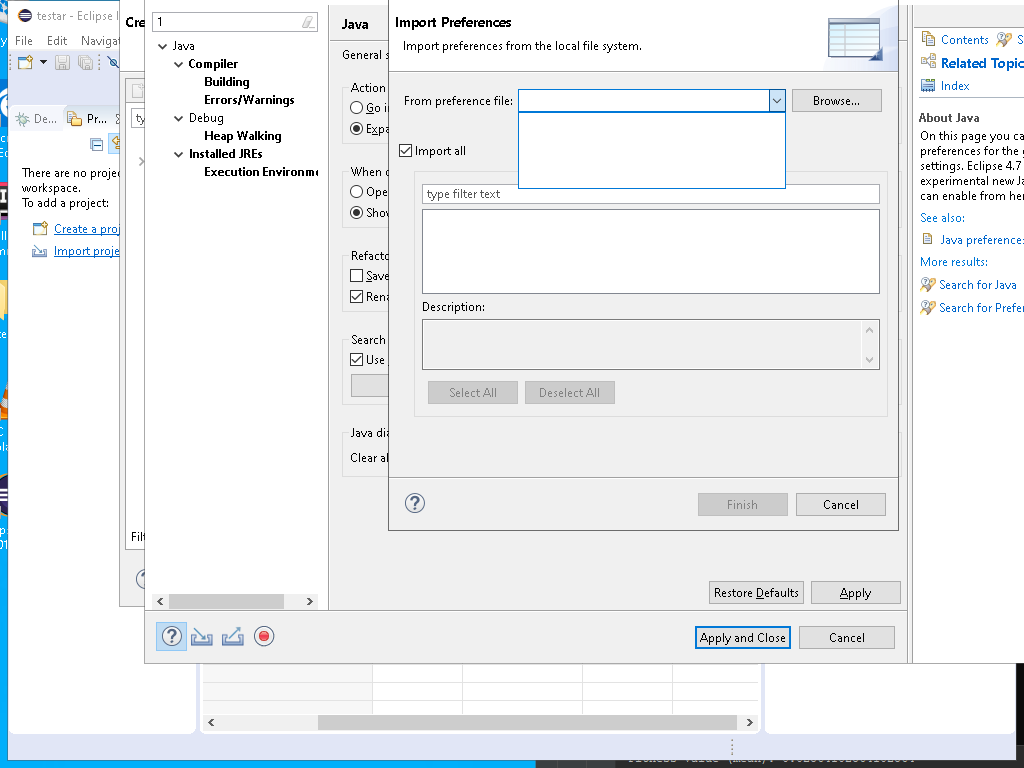 testar - Eclipse I
File Edit Navigat
De...
Pr...
There are no projec
workspace.
To add a project:
Create a proj
Import proje
Cre
ty
Filt
1
Java
Compiler
Building
Errors/Warnings
Debug
Heap Walking
Installed JREs
Execution Environm
Java
General s
Action
Go i
Expa
When o
Ope
Show
Refacto
Save
Rena
Search
Use
Java dia
Clear al
Restore Defaults
Apply
Apply and Close
Cancel
Import Preferences
Import preferences from the local file system.
From preference file:
Browse...
Import all
type filter text
Description:
Select All
Deselect All
Finish
Cancel
Contents
S
Related Topic
Index
About Java
On this page you ca
preferences for the g
settings. Eclipse 4.7
experimental new Ja
can enable from her
See also:
Java preferences
More results:
Search for Java
Search for Prefer